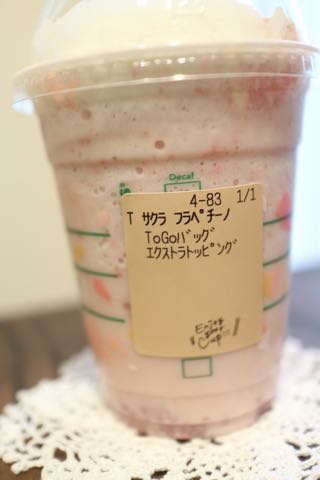 Decaf
4-83 1/1
T サクラ フラペチーノ
ToGoバッグ
エクストラトッピング
Enjoy
your
Cup!!